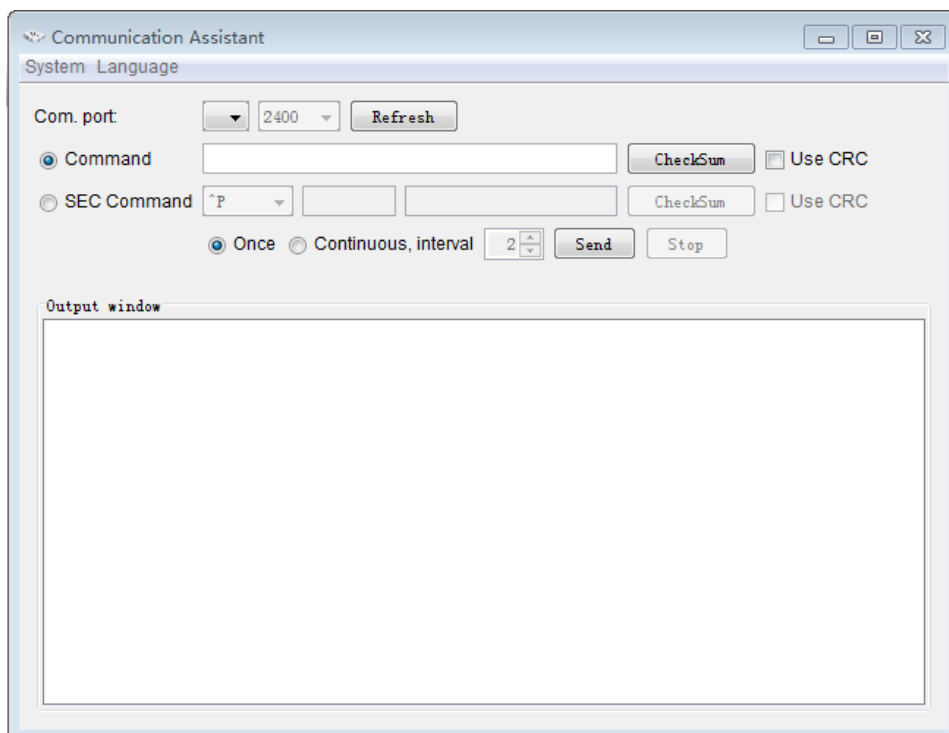 Communication Assistant
System Language
Com. port: 2400 Refresh
Command CheckSum Use CRC
SEC Command ^P CheckSum Use CRC
Once Continuous, interval 2 Send Stop
Output window